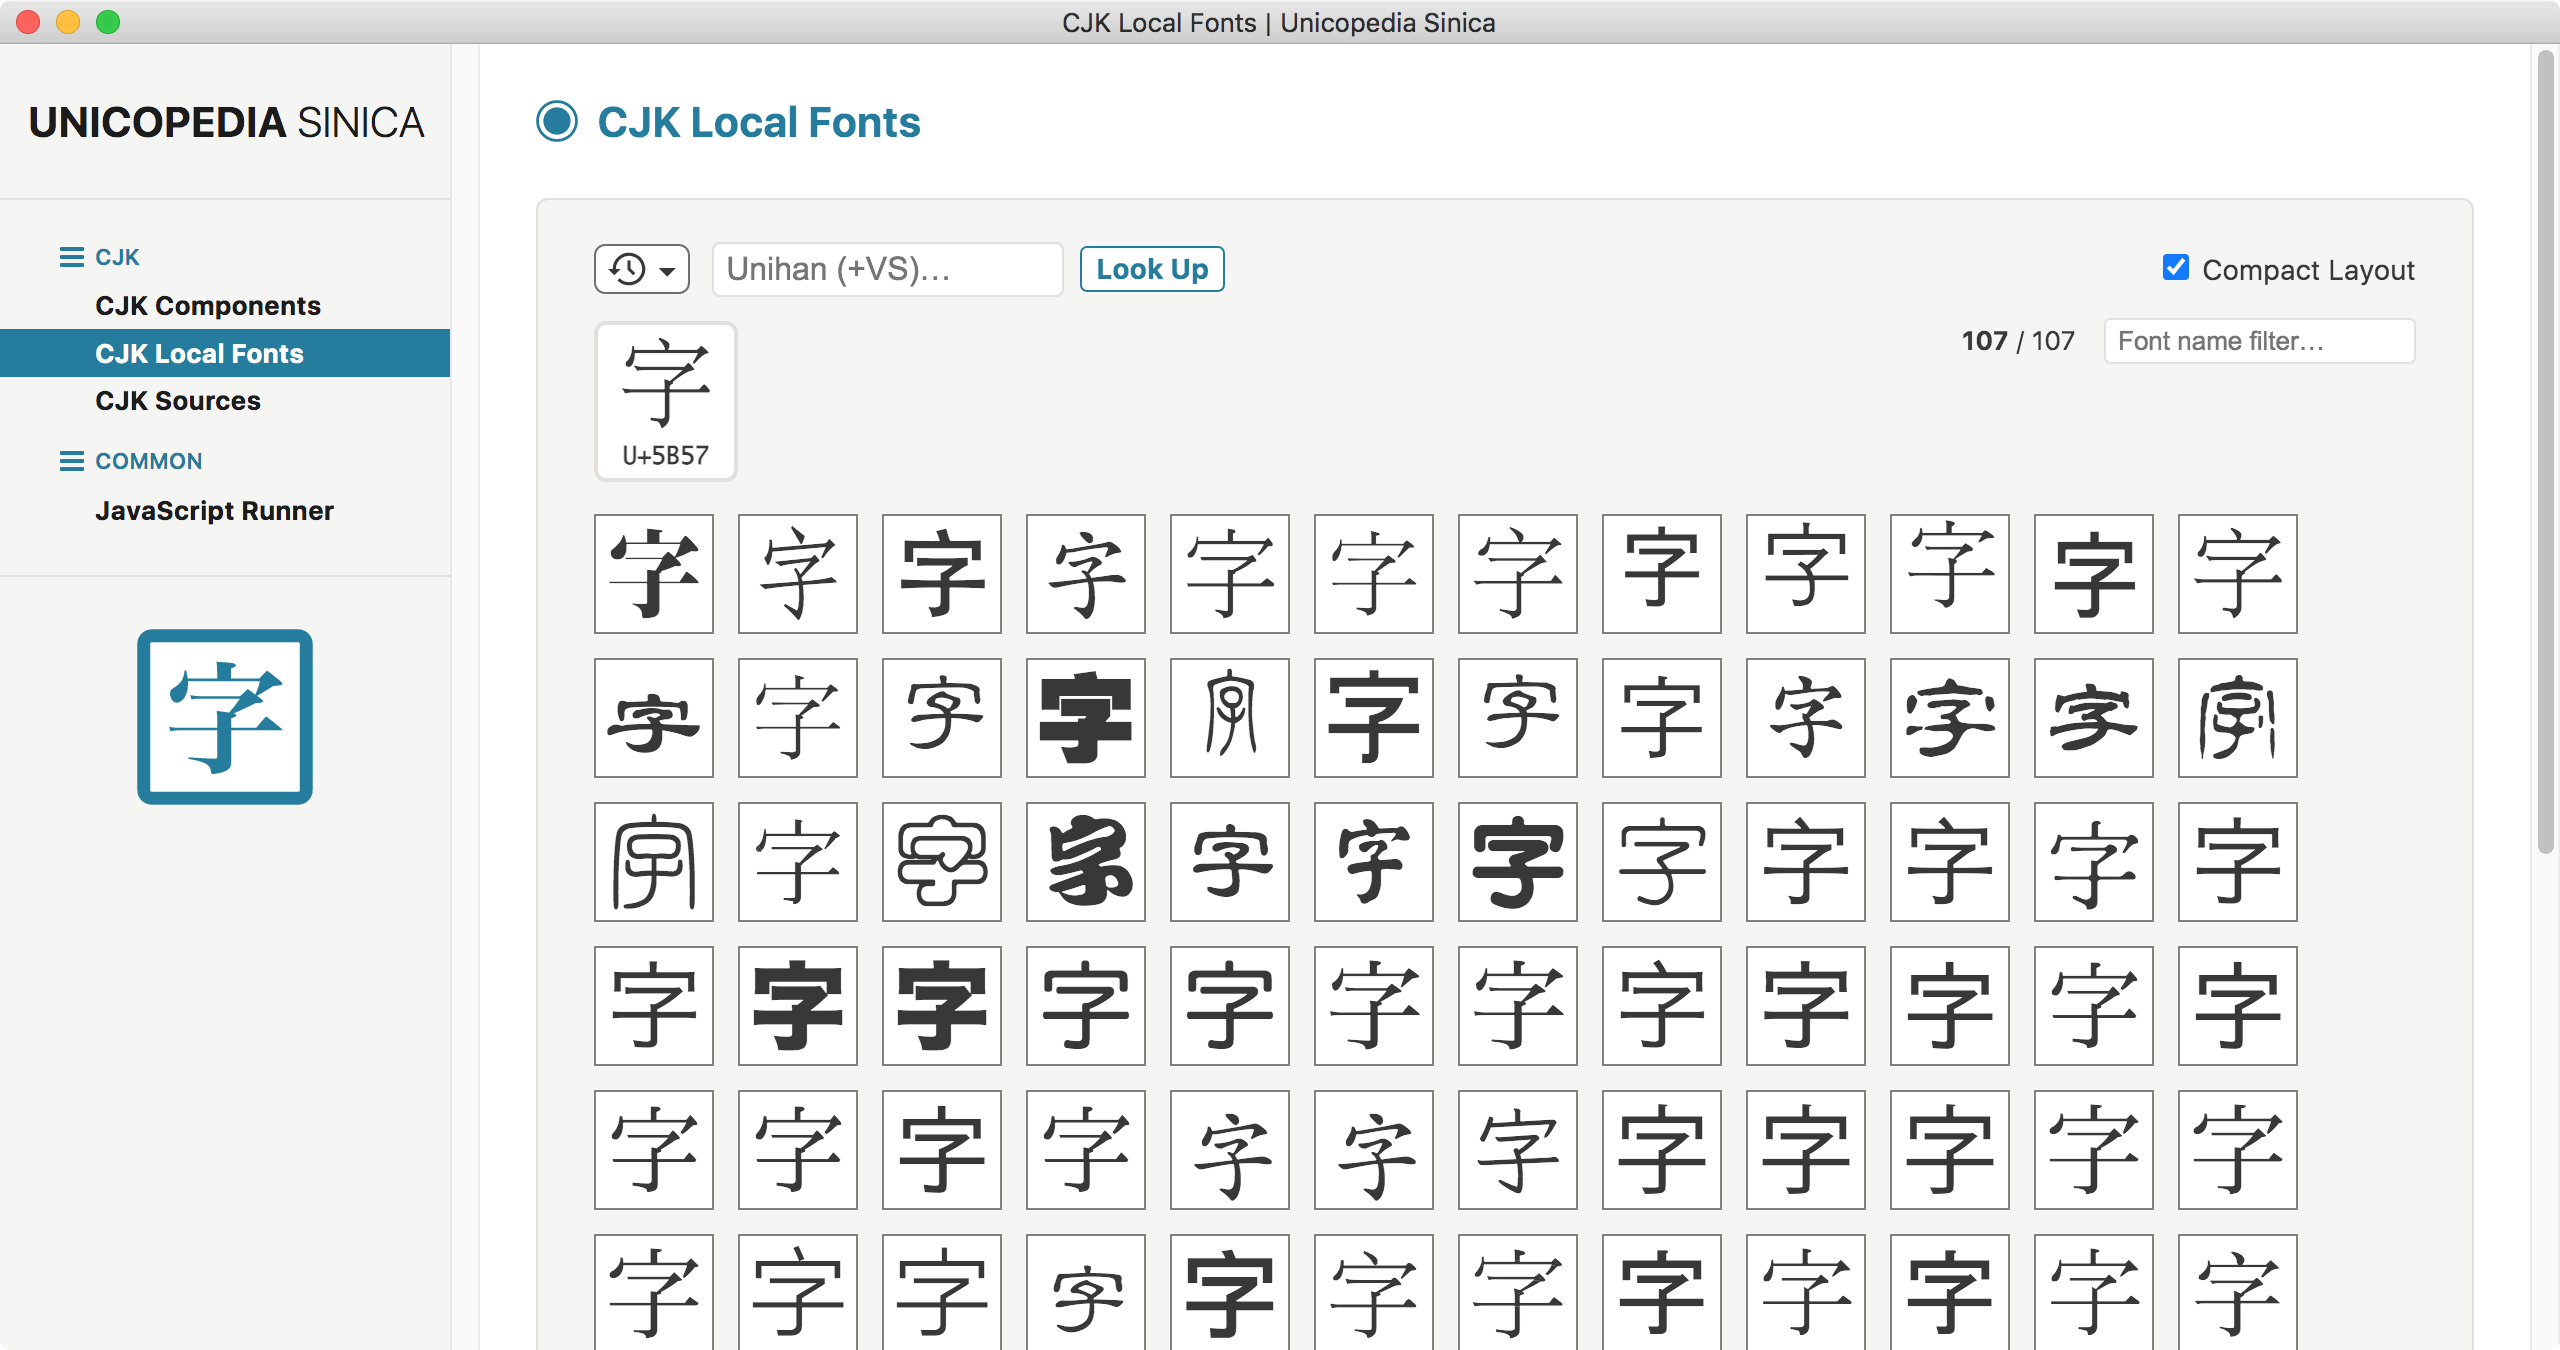 CJK Local Fonts | Unicopedia Sinica
UNICOPEDIA SINICA
CJK
CJK Components
CJK Local Fonts
CJK Sources
COMMON
JavaScript Runner
字
CJK Local Fonts
Unihan (+VS)…
Look Up
Compact Layout
107 / 107
Font name filter…
字
U+5B57
字 字 字 字 字 字 字 字 字 字 字 字
字 字 字 字 字 字 字 字 字 字 字 字
字 字 字 字 字 字 字 字 字 字 字 字
字 字 字 字 字 字 字 字 字 字 字 字
字 字 字 字 字 字 字 字 字 字 字 字
字 字 字 字 字 字 字 字 字 字 字 字